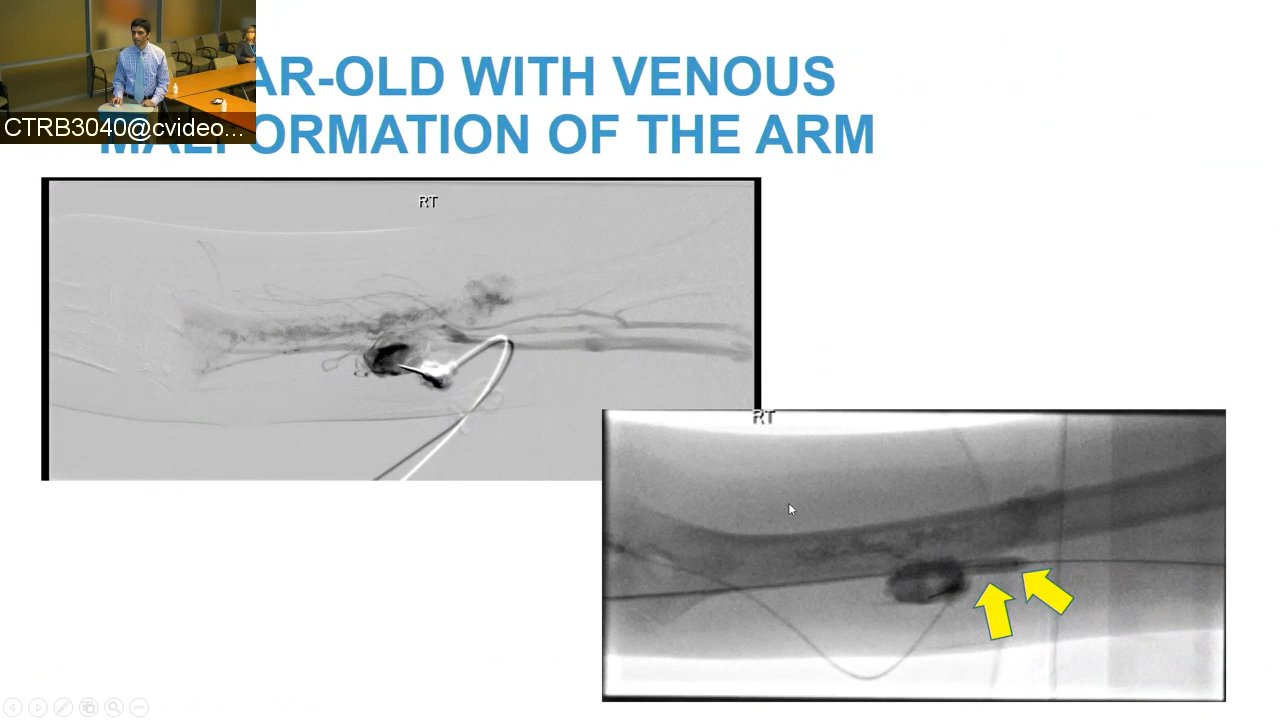 AR-OLD WITH VENOUS
CTRB3040@cvideo...
ORMATION OF THE ARM
RT
RT